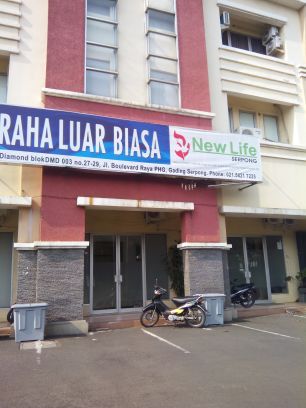 RAHA LUAR BIASA
New Life
SERPONG
Diamond blokDMD 003 no.27-29, Jl. Boulevard Raya PHG, Gading Serpong, Phone: 021.5421